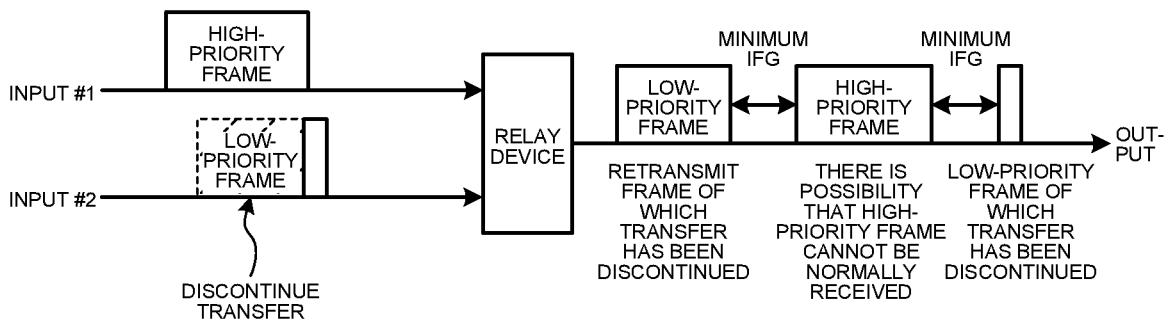 HIGH-
PRIORITY
FRAME
INPUT #1
LOW-
PRIORITY
FRAME
INPUT #2
DISCONTINUE
TRANSFER
RELAY
DEVICE
LOW-
PRIORITY
FRAME
MINIMUM
IFG
HIGH-
PRIORITY
FRAME
MINIMUM
IFG
OUT-
PUT
RETRANSMIT
FRAME OF
WHICH
TRANSFER
HAS BEEN
DISCONTINUED
THERE IS
POSSIBILITY
THAT HIGH-
PRIORITY FRAME
CANNOT BE
NORMALLY
RECEIVED
LOW-PRIORITY
FRAME OF
WHICH
TRANSFER
HAS BEEN
DISCONTINUED